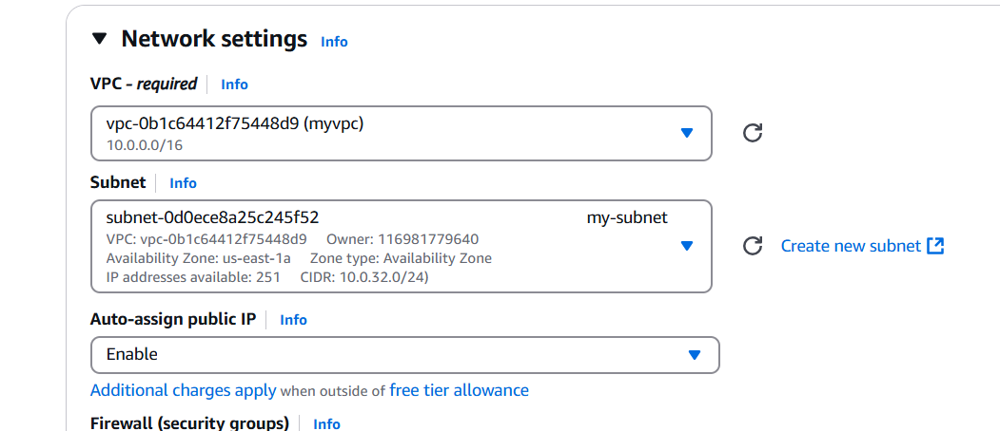 Network settings Info
VPC - required Info
vpc-0b1c64412f75448d9 (myvpc)
10.0.0.0/16
Subnet Info
subnet-0d0ece8a25c245f52 my-subnet
VPC: vpc-0b1c64412f75448d9 Owner: 116981779640
Availability Zone: us-east-1a Zone type: Availability Zone
IP addresses available: 251 CIDR: 10.0.32.0/24)
Create new subnet
Auto-assign public IP Info
Enable
Additional charges apply when outside of free tier allowance
Firewall (security groups) Info